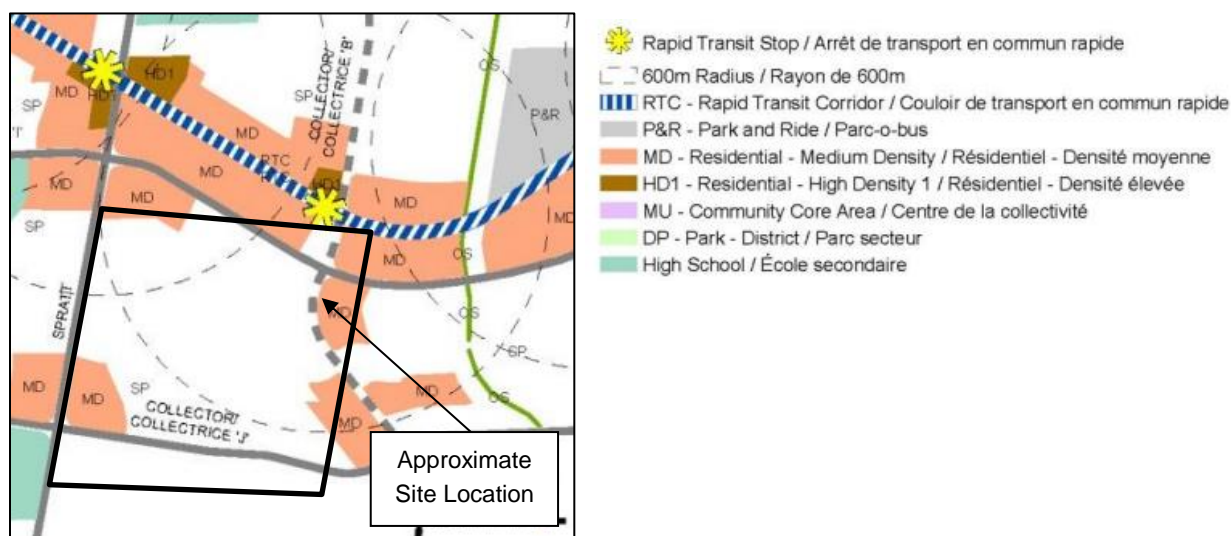 HD1
MD
HD1
SP
SP
MD
RTC
COLLECTOR/
COLLECTRICE 'B'
OS
P&R
MD
MD
MD
SP
MD
MD
MD
OS
MD
OS
SP
SPRATT
MD
MD
SP
COLLECTOR/
COLLECTRICE 'J'
MD
MD
OS
Approximate
Site Location
Rapid Transit Stop / Arrêt de transport en commun rapide
600m Radius / Rayon de 600m
RTC - Rapid Transit Corridor / Couloir de transport en commun rapide
P&R - Park and Ride / Parc-o-bus
MD - Residential - Medium Density / Résidentiel - Densité moyenne
HD1 - Residential - High Density 1 / Résidentiel - Densité élevée
MU - Community Core Area / Centre de la collectivité
DP - Park - District / Parc secteur
High School / École secondaire